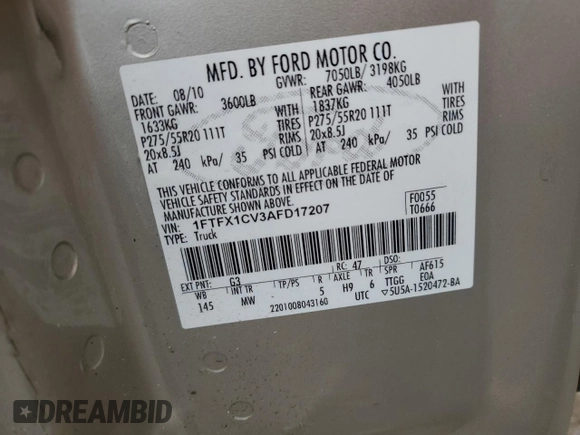 MFD. BY FORD MOTOR CO.
DATE: 08/10 GVWR: 7050LB/ 3198KG
FRONT GAWR: 3600LB REAR GAWR: 4050LB
1633KG WITH 1837KG WITH
P275/55R20 111T TIRES P275/55R20 111T TIRES
20x8.5J RIMS 20x8.5J RIMS
AT 240 kPa/ 35 PSI COLD AT 240 kPa/ 35 PSI COLD
THIS VEHICLE CONFORMS TO ALL APPLICABLE FEDERAL MOTOR
VEHICLE SAFETY STANDARDS IN EFFECT ON THE DATE OF
MANUFACTURE SHOWN ABOVE.
VIN: 1FTFX1CV3AFD17207 F0055
TYPE: Truck T0666
EXT PNT: G3 RC: 47 DSO:
WB INT TR TP/PS R AXLE TR SPR AF615
145 MW 5 H9 6 TTGG EOA
2201008043160 UTC ▽5U5A-1520472-BA
DREAMBID